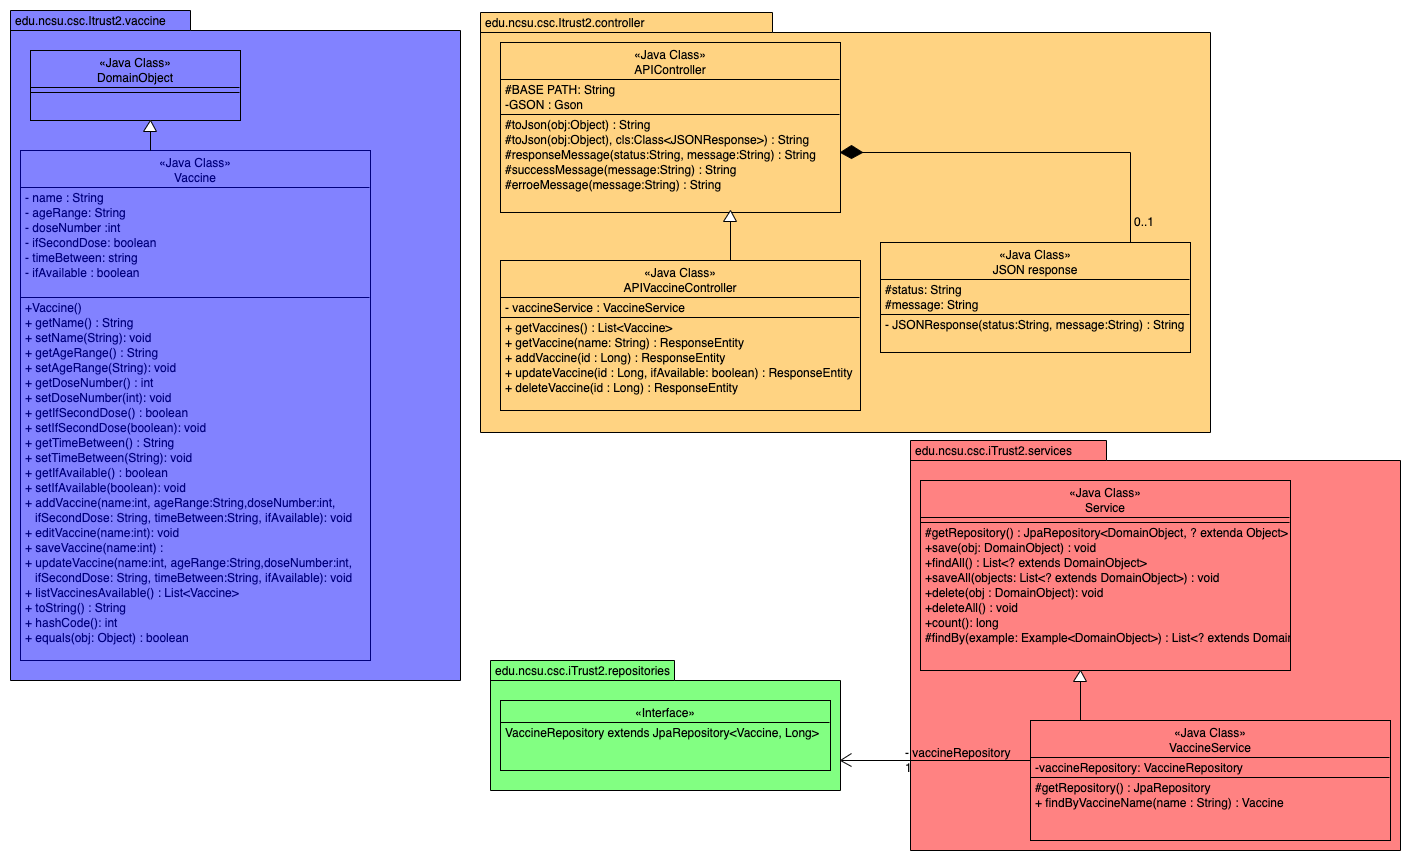 edu.ncsu.csc.Itrust2.vaccine
«Java Class»
DomainObject
«Java Class»
Vaccine
- name : String
- ageRange: String
- doseNumber :int
- ifSecondDose: boolean
- timeBetween: string
- ifAvailable : boolean
+Vaccine()
+ getName() : String
+ setName(String): void
+ getAgeRange() : String
+ setAgeRange(String): void
+ getDoseNumber() : int
+ setDoseNumber(int): void
+ getIfSecondDose() : boolean
+ setIfSecondDose(boolean): void
+ getTimeBetween() : String
+ setTimeBetween(String): void
+ getIfAvailable() : boolean
+ setIfAvailable(boolean): void
+ addVaccine(name:int, ageRange:String,doseNumber:int,
ifSecondDose: String, timeBetween:String, ifAvailable): void
+ editVaccine(name:int): void
+ saveVaccine(name:int) :
+ updateVaccine(name:int, ageRange:String,doseNumber:int,
ifSecondDose: String, timeBetween:String, ifAvailable): void
+ listVaccinesAvailable() : List<Vaccine>
+ toString() : String
+ hashCode(): int
+ equals(obj: Object) : boolean
edu.ncsu.csc.Itrust2.controller
«Java Class»
APIController
#BASE PATH: String
-GSON : Gson
#toJson(obj:Object) : String
#toJson(obj:Object), cls:Class<JSONResponse>) : String
#responseMessage(status:String, message:String) : String
#successMessage(message:String) : String
#erroeMessage(message:String) : String
0..1
«Java Class»
APIVaccineController
- vaccineService : VaccineService
+ getVaccines() : List<Vaccine>
+ getVaccine(name: String) : ResponseEntity
+ addVaccine(id : Long) : ResponseEntity
+ updateVaccine(id : Long, ifAvailable: boolean) : ResponseEntity
+ deleteVaccine(id : Long) : ResponseEntity
«Java Class»
JSON response
#status: String
#message: String
- JSONResponse(status:String, message:String) : String
edu.ncsu.csc.iTrust2.services
«Java Class»
Service
#getRepository() : JpaRepository<DomainObject, ? extenda Object>
+save(obj: DomainObject) : void
+findAll() : List<? extends DomainObject>
+saveAll(objects: List<? extends DomainObject>) : void
+delete(obj : DomainObject): void
+deleteAll() : void
+count(): long
#findBy(example: Example<DomainObject>) : List<? extends Domain
edu.ncsu.csc.iTrust2.repositories
«Interface»
VaccineRepository extends JpaRepository<Vaccine, Long>
- vaccineRepository
1
«Java Class»
VaccineService
-vaccineRepository: VaccineRepository
#getRepository() : JpaRepository
+ findByVaccineName(name : String) : Vaccine